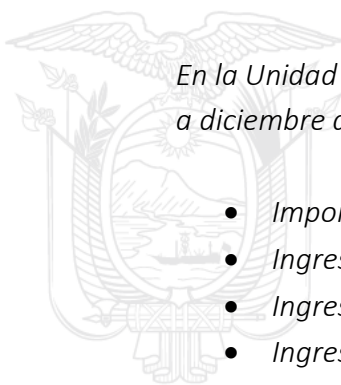 En la Unidad
a diciembre
• Impor
• Ingres
• Ingres
• Ingres